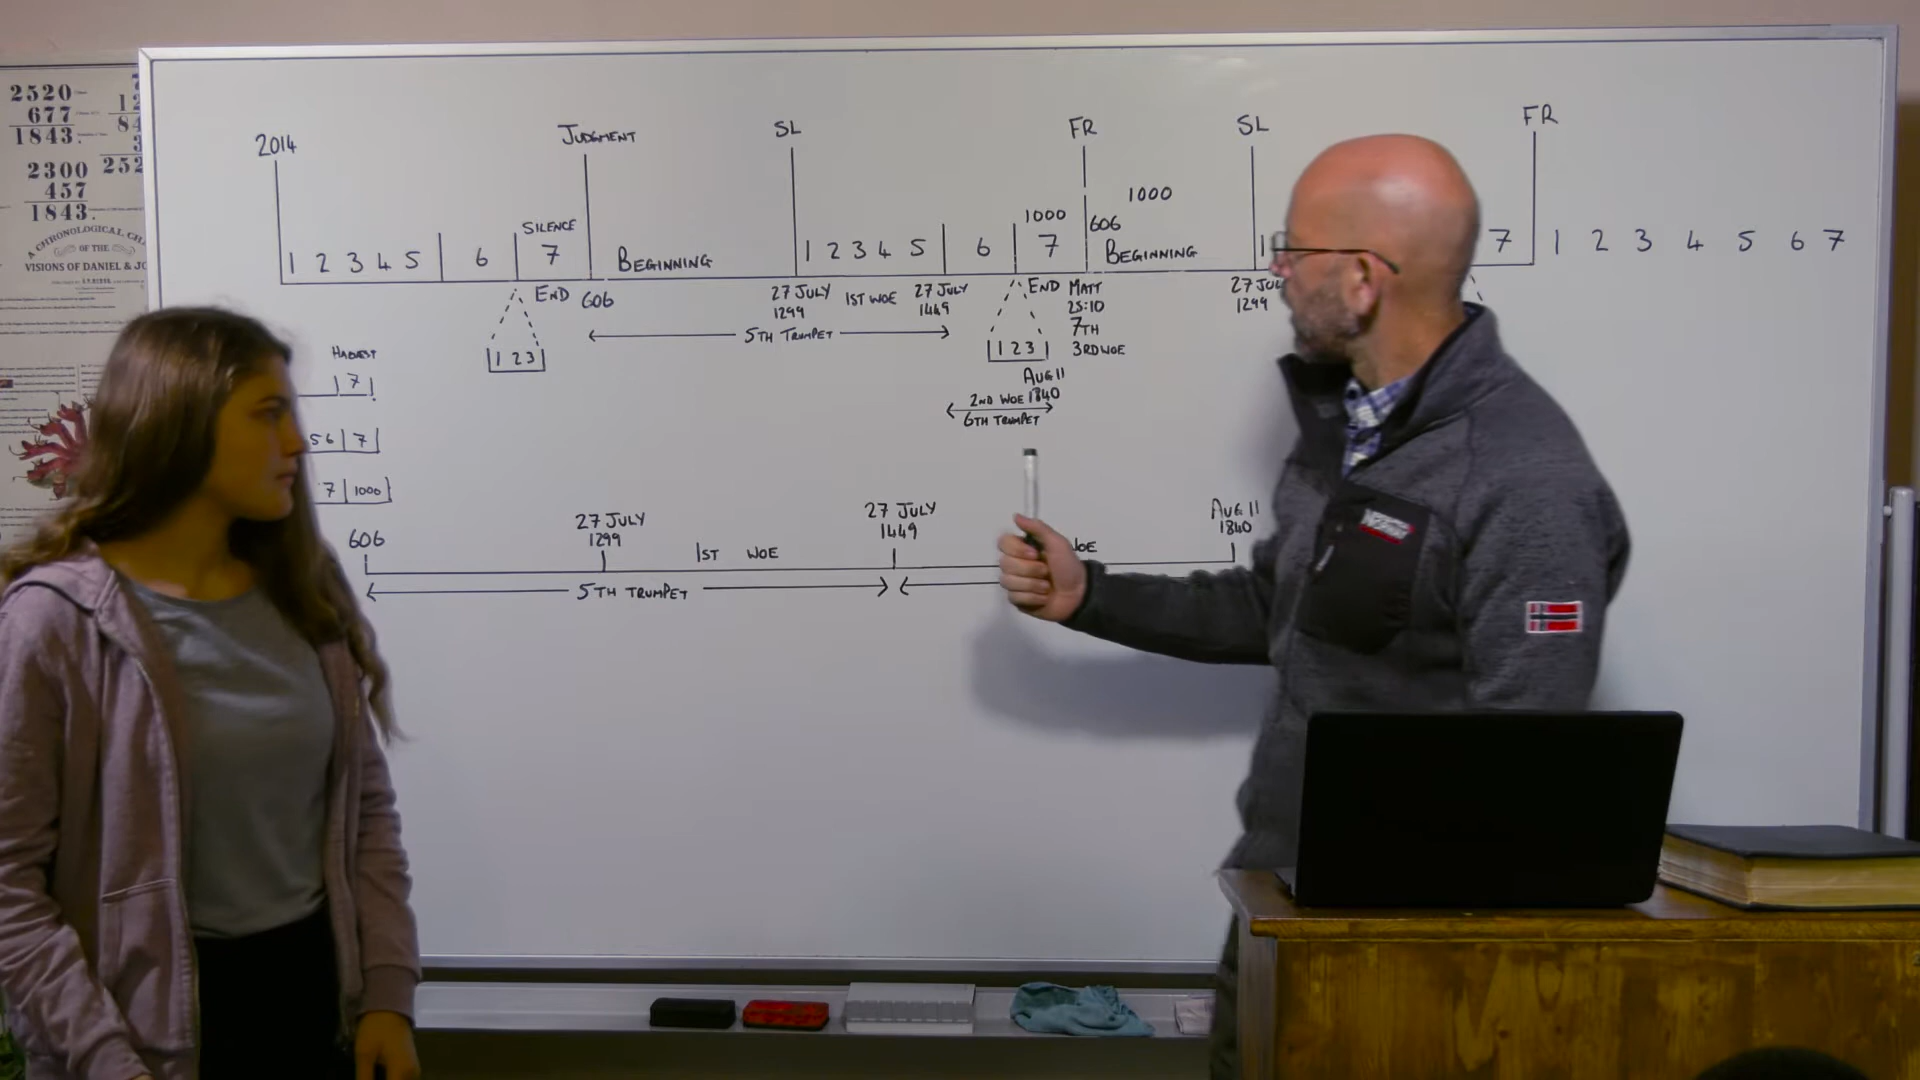 2520
677
1843.
2300
457
1843.
252
A CHRONOLOGICAL
OF THE
VISIONS OF DANIEL & JO
2014
JUDGMENT
SL
FR
SL
FR
SILENCE
1000
1000
606
1 2 3 4 5 6 7
BEGINNING
1 2 3 4 5 6 7
BEGINNING
1
7
1 2 3 4 5 6 7
END 606
27 JULY
1299
1ST WOE
27 JULY
1449
END
MATT
25:10
7TH
3RD WOE
27 JUL
1299
5TH TRUMPET
1 2 3
1 2 3
AUG 11
1840
2ND WOE
6TH TRUMPET
HARVEST
7
5 6 7
7 1000
606
27 JULY
1299
1ST WOE
27 JULY
1449
WOE
AUG 11
1840
5TH TRUMPET